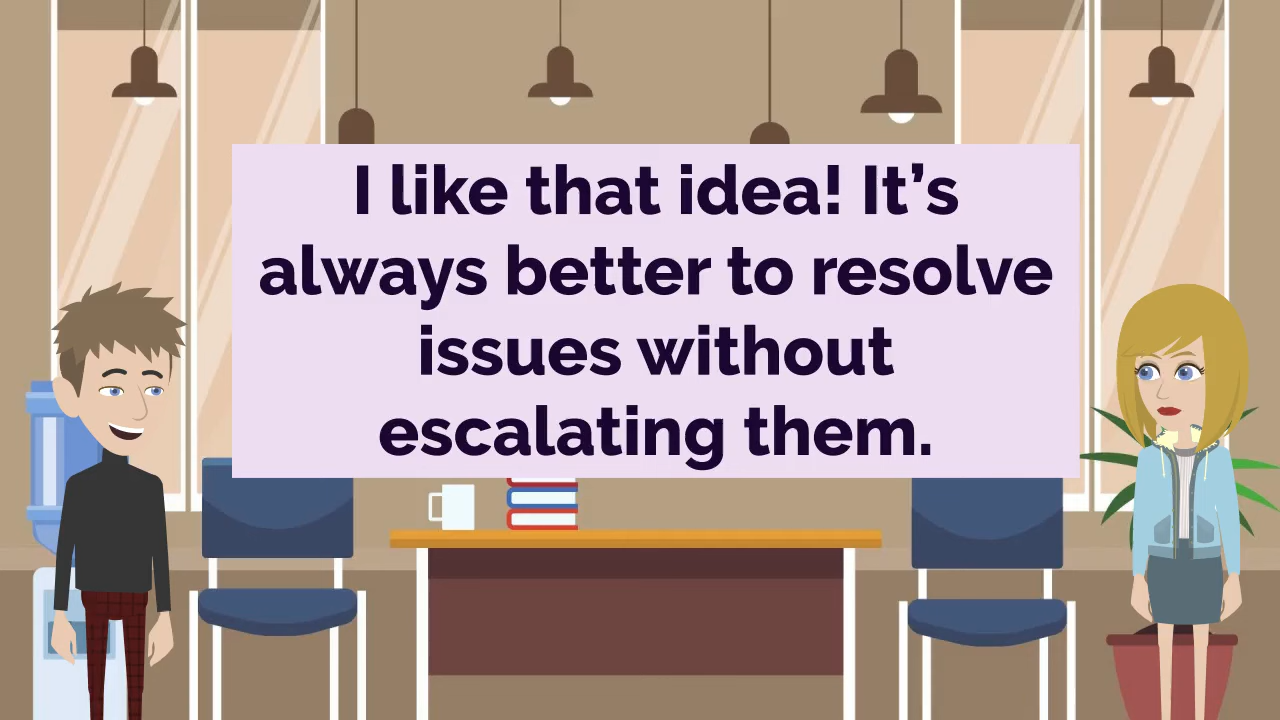 I like that idea! It’s
always better to resolve
issues without
escalating them.